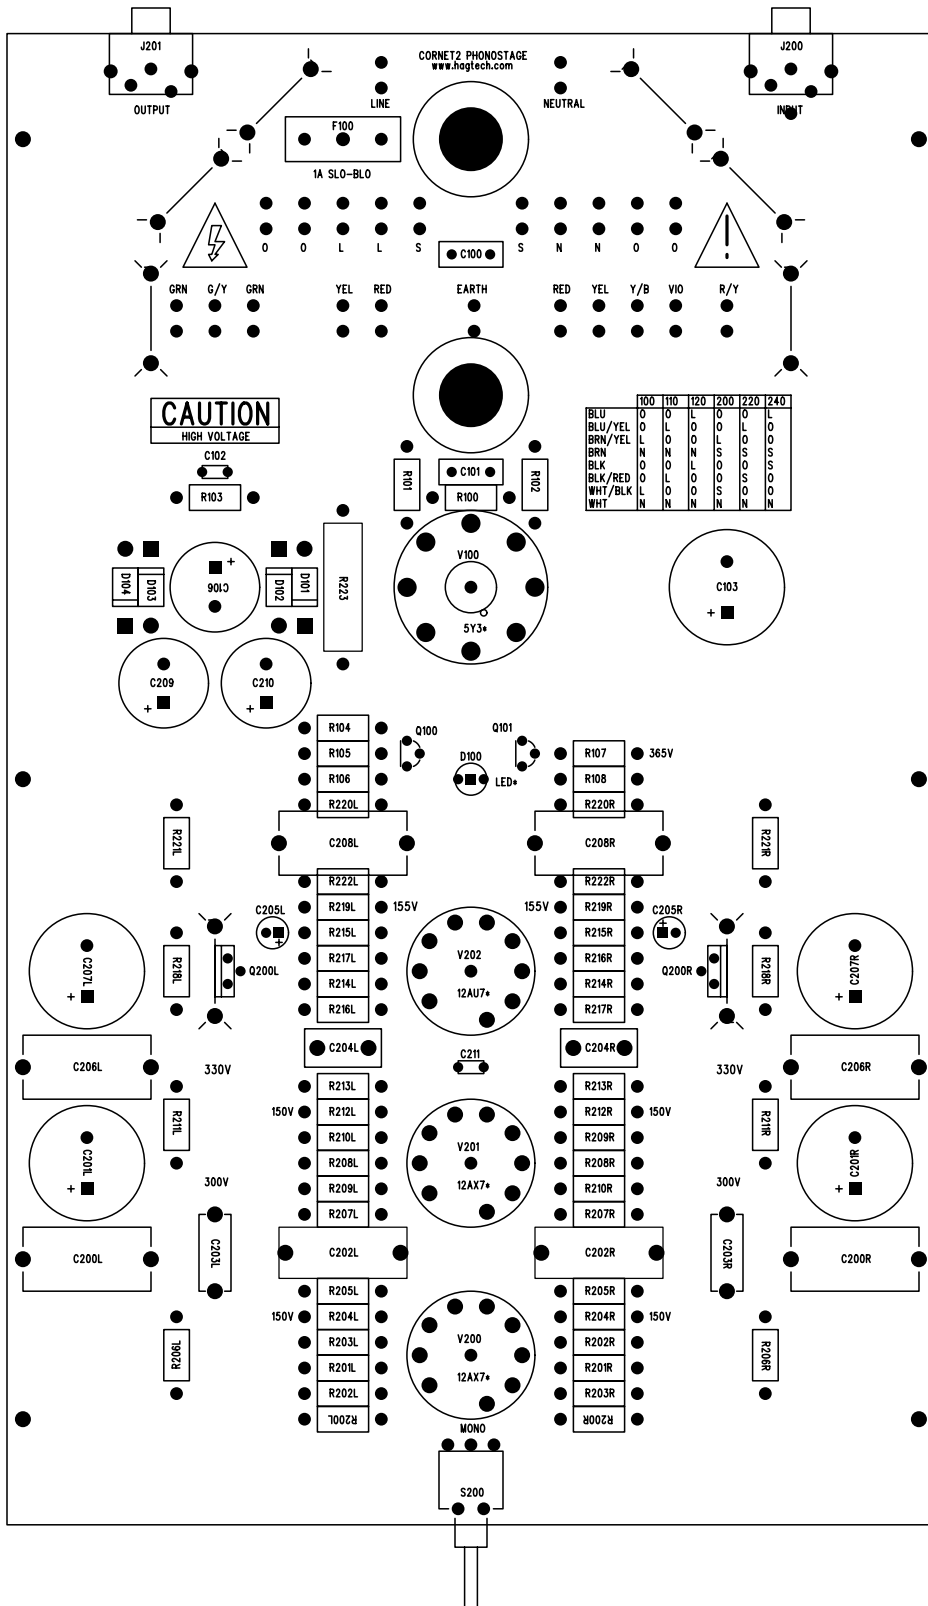 J201
CORNET2 PHONOSTAGE
www.hagtech.com
J200
OUTPUT
LINE
NEUTRAL
INPUT
F100
1A SLO-BLO
O O L L S S N N O O
C100
GRN G/Y GRN YEL RED EARTH RED YEL Y/B VIO R/Y
CAUTION
HIGH VOLTAGE
100 110 120 200 220 240
BLU O O L O O L
BLU/YEL O L O O L O
BRN/YEL L O O L O O
BRN N N N S S S
BLK O O L O O S
BLK/RED O L O O S O
WHT/BLK L O O S O O
WHT N N N N N N
C102
R103
R101
C101
R100
R102
V100
5Y3*
D104 D103
+
C106
D102 D101
R223
C103
+
C209
+
C210
+
R104
R105
R106
R220L
Q100
Q101
D100
LED*
R107 365V
R108
R220R
R221L
C208L
C208R
R221R
R222L
R219L 155V
R215L
R217L
R214L
R216L
V202
12AU7*
R222R
155V R219R
R215R
R216R
R214R
R217R
C205L
+
C205R
+
C207L
+
R218L
Q200L
Q200R
R218R
C207R
+
C206L
330V
C204L
C211
C204R
330V
C206R
R213L
150V R212L
R210L
R208L
R209L
R207L
V201
12AX7*
R213R
R212R 150V
R209R
R208R
R210R
R207R
C201L
+
R211L
300V
R211R
300V
C201R
+
C200L
C203L
C202L
C202R
C203R
C200R
R205L
150V R204L
R203L
R201L
R202L
R200L
V200
12AX7*
R205R
R204R 150V
R202R
R201R
R203R
R200R
R206L
R206R
MONO
S200